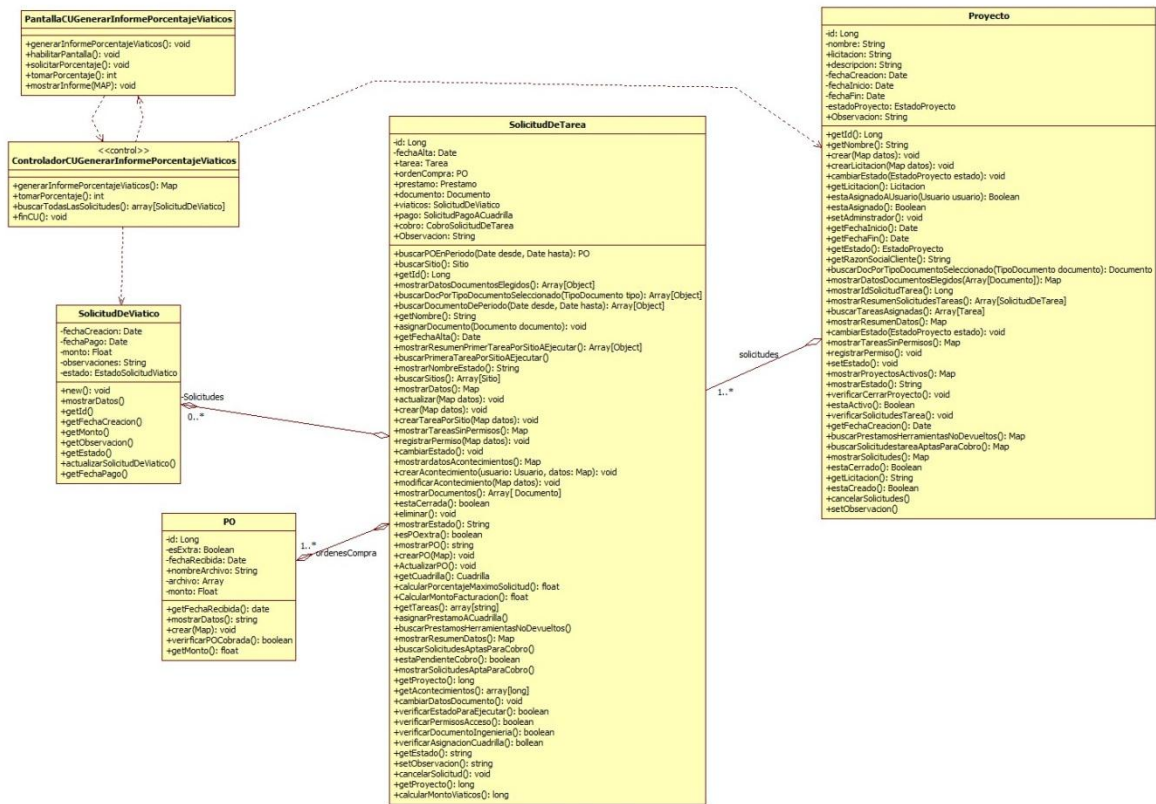 PantallaCUGenerarInformePorcentajeViaticos
+generarInformePorcentajeViaticos(): void
+habilitarPantalla(): void
+solicitarPorcentaje(): void
+tomarPorcentaje(): int
+mostrarInforme(MAP): void
<<control>>
ControladorCUGenerarInformePorcentajeViaticos
+generarInformePorcentajeViaticos(): Map
+tomarPorcentaje(): int
+buscarTodasLasSolicitudes(): array[SolicitudDeViatico]
+finCU(): void
SolicitudDeViatico
-fechaCreacion: Date
-fechaPago: Date
-monto: Float
-observaciones: String
-estado: EstadoSolicitudViatico
+new(): void
+mostrarDatos()
+getId()
+getFechaCreacion()
+getMonto()
+getObservacion()
+getEstado()
+actualizarSolicitudDeViatico()
+getFechaPago()
-Solicitudes
0..*
PO
-id: Long
-esExtra: Boolean
-fechaRecibida: Date
+nombreArchivo: String
-archivo: Array
-monto: Float
+getFechaRecibida(): date
+mostrarDatos(): string
+crear(Map): void
+verirficarPOCobrada(): boolean
+getMonto(): float
1..*
ordenesCompra
SolicitudDeTarea
-id: Long
-fechaAlta: Date
+tarea: Tarea
+ordenCompra: PO
+prestamo: Prestamo
+documento: Documento
+viaticos: SolicitudDeViatico
+pago: SolicitudPagoACuadrilla
+cobro: CobroSolicitudDeTarea
+Observacion: String
+buscarPOEnPeriodo(Date desde, Date hasta): PO
+buscarSitio(): Sitio
+getId(): Long
+mostrarDatosDocumentosElegidos(): Array[Object]
+buscarDocPorTipoDocumentoSeleccionado(TipoDocumento tipo): Array[Object]
+buscarDocumentoDePeriodo(Date desde, Date hasta): Array[Object]
+getNombre(): String
+asignarDocumento(Documento documento): void
+getFechaAlta(): Date
+mostrarResumenPrimerTareaPorSitioAEjecutar(): Array[Object]
+buscarPrimeraTareaPorSitioAEjecutar()
+mostrarNombreEstado(): String
+buscarSitios(): Array[Sitio]
+mostrarDatos(): Map
+actualizar(Map datos): void
+crear(Map datos): void
+crearTareaPorSitio(Map datos): void
+mostrarTareasSinPermisos(): Map
+registrarPermiso(Map datos): void
+cambiarEstado(): void
+mostrardatosAcontecimientos(): Map
+crearAcontecimiento(usuario: Usuario, datos: Map): void
+modificarAcontecimiento(Map datos): void
+mostrarDocumentos(): Array[ Documento]
+estaCerrada(): boolean
+eliminar(): void
+mostrarEstado(): String
+esPOextra(): boolean
+mostrarPO(): string
+crearPO(Map): void
+ActualizarPO(): void
+getCuadrilla(): Cuadrilla
+calcularPorcentajeMaximoSolicitud(): float
+CalcularMontoFacturacion(): float
+getTareas(): array[string]
+asignarPrestamoACuadrilla()
+buscarPrestamosHerramientasNoDevueltos()
+mostrarResumenDatos(): Map
+buscarSolicitudesAptasParaCobro()
+estaPendienteCobro(): boolean
+mostrarSolicitudesAptaParaCobro()
+getProyecto(): long
+getAcontecimientos(): array[long]
+cambiarDatosDocumento(): void
+verificarEstadoParaEjecutar(): boolean
+verificarPermisosAcceso(): boolean
+verificarDocumentoIngenieria(): boolean
+verificarAsignacionCuadrilla(): bollean
+getEstado(): string
+setObservacion(): string
+cancelarSolicitud(): void
+getProyecto(): long
+calcularMontoViaticos(): long
solicitudes
1..*
Proyecto
-id: Long
-nombre: String
+licitacion: String
+descripcion: String
-fechaCreacion: Date
-fechaInicio: Date
-fechaFin: Date
-estadoProyecto: EstadoProyecto
+Observacion: String
+getId(): Long
+getNombre(): String
+crear(Map datos): void
+crearLicitacion(Map datos): void
+cambiarEstado(EstadoProyecto estado): void
+getLicitacion(): Licitacion
+estaAsignadoAUsuario(Usuario usuario): Boolean
+estaAsignado(): Boolean
+setAdminstrador(): void
+getFechaInicio(): Date
+getFechaFin(): Date
+getEstado(): EstadoProyecto
+getRazonSocialCliente(): String
+buscarDocPorTipoDocumentoSeleccionado(TipoDocumento documento): Documento
+mostrarDatosDocumentosElegidos(Array[Documento]): Map
+mostrarIdSolicitudTarea(): Long
+mostrarResumenSolicitudesTareas(): Array[SolicitudDeTarea]
+buscarTareasAsignadas(): Array[Tarea]
+mostrarResumenDatos(): Map
+cambiarEstado(EstadoProyecto estado): void
+mostrarTareasSinPermisos(): Map
+registrarPermiso(): void
+setEstado(): void
+mostrarProyectosActivos(): Map
+mostrarEstado(): String
+verificarCerrarProyecto(): void
+estaActivo(): Boolean
+verificarSolicitudesTarea(): void
+getFechaCreacion(): Date
+buscarPrestamosHerramientasNoDevueltos(): Map
+buscarSolicitudestareaAptasParaCobro(): Map
+mostrarSolicitudes(): Map
+estaCerrado(): Boolean
+getLicitacion(): String
+estaCreado(): Boolean
+cancelarSolicitudes()
+setObservacion()